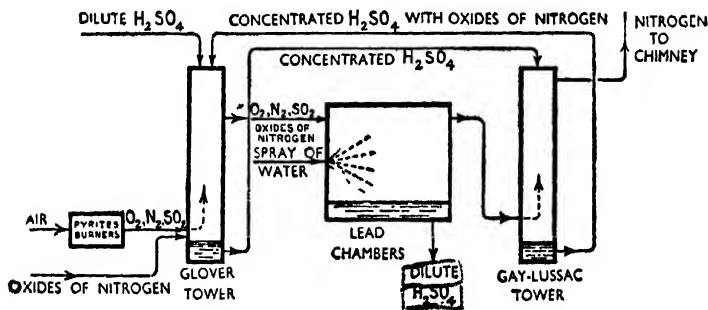 DILUTE H₂SO₄
CONCENTRATED H₂SO₄ WITH OXIDES OF NITROGEN
NITROGEN
TO
CHIMNEY
CONCENTRATED H₂SO₄
O₂,N₂,SO₂
OXIDES OF
NITROGEN
SPRAY OF
WATER
AIR
PYRITES
BURNERS
O₂,N₂,SO₂
OXIDES OF NITROGEN
GLOVER
TOWER
LEAD
CHAMBERS
DILUTE
H₂SO₄
GAY-LUSSAC
TOWER